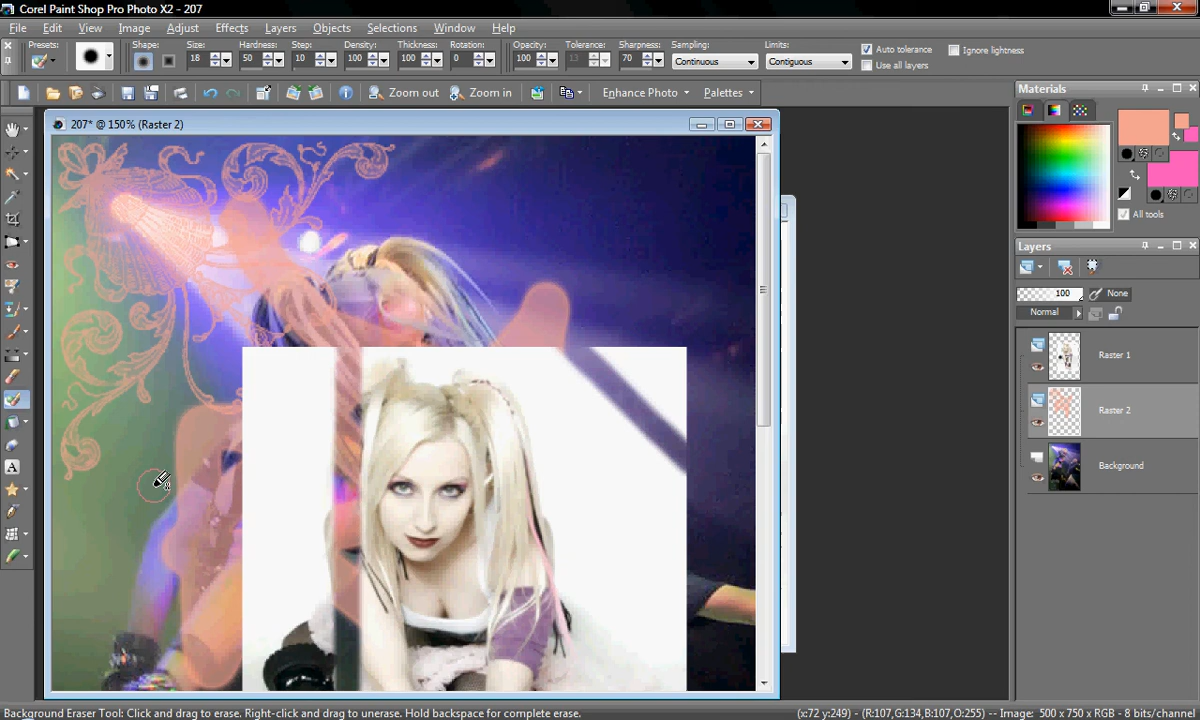 Corel Paint Shop Pro Photo X2 - 207
File Edit View Image Adjust Effects Layers Objects Selections Window Help
Presets: Shape: Size: Hardness: Step: Density: Thickness: Rotation: Opacity: Tolerance: Sharpness: Sampling: Limits:
18 50 10 100 100 0 100 13 70 Continuous Contiguous
Auto tolerance Ignore lightness
Use all layers
Zoom out Zoom in Enhance Photo Palettes
Materials
207* @ 150% (Raster 2)
All tools
Layers
100 None
Normal
Raster 1
Raster 2
Background
A
Background Eraser Tool: Click and drag to erase. Right-click and drag to unerase. Hold backspace for complete erase.
(x:72 y:249) - (R:107,G:134,B:107,O:255) -- Image: 500 x 750 x RGB - 8 bits/channel